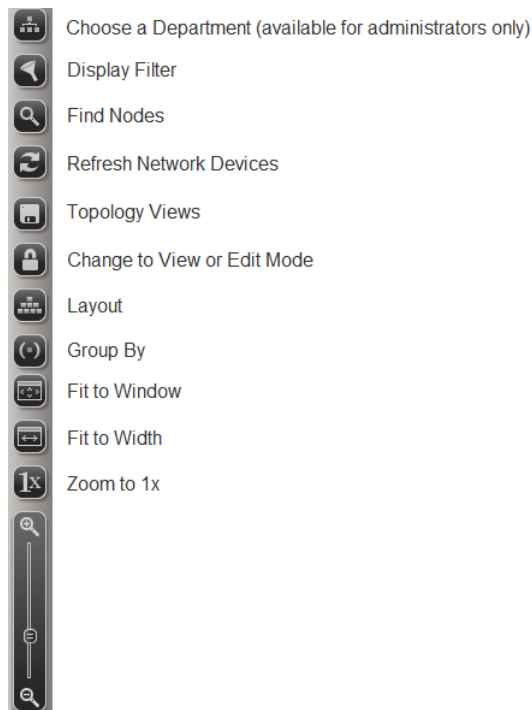 Choose a Department (available for administrators only)
Display Filter
Find Nodes
Refresh Network Devices
Topology Views
Change to View or Edit Mode
Layout
Group By
Fit to Window
Fit to Width
1x Zoom to 1x